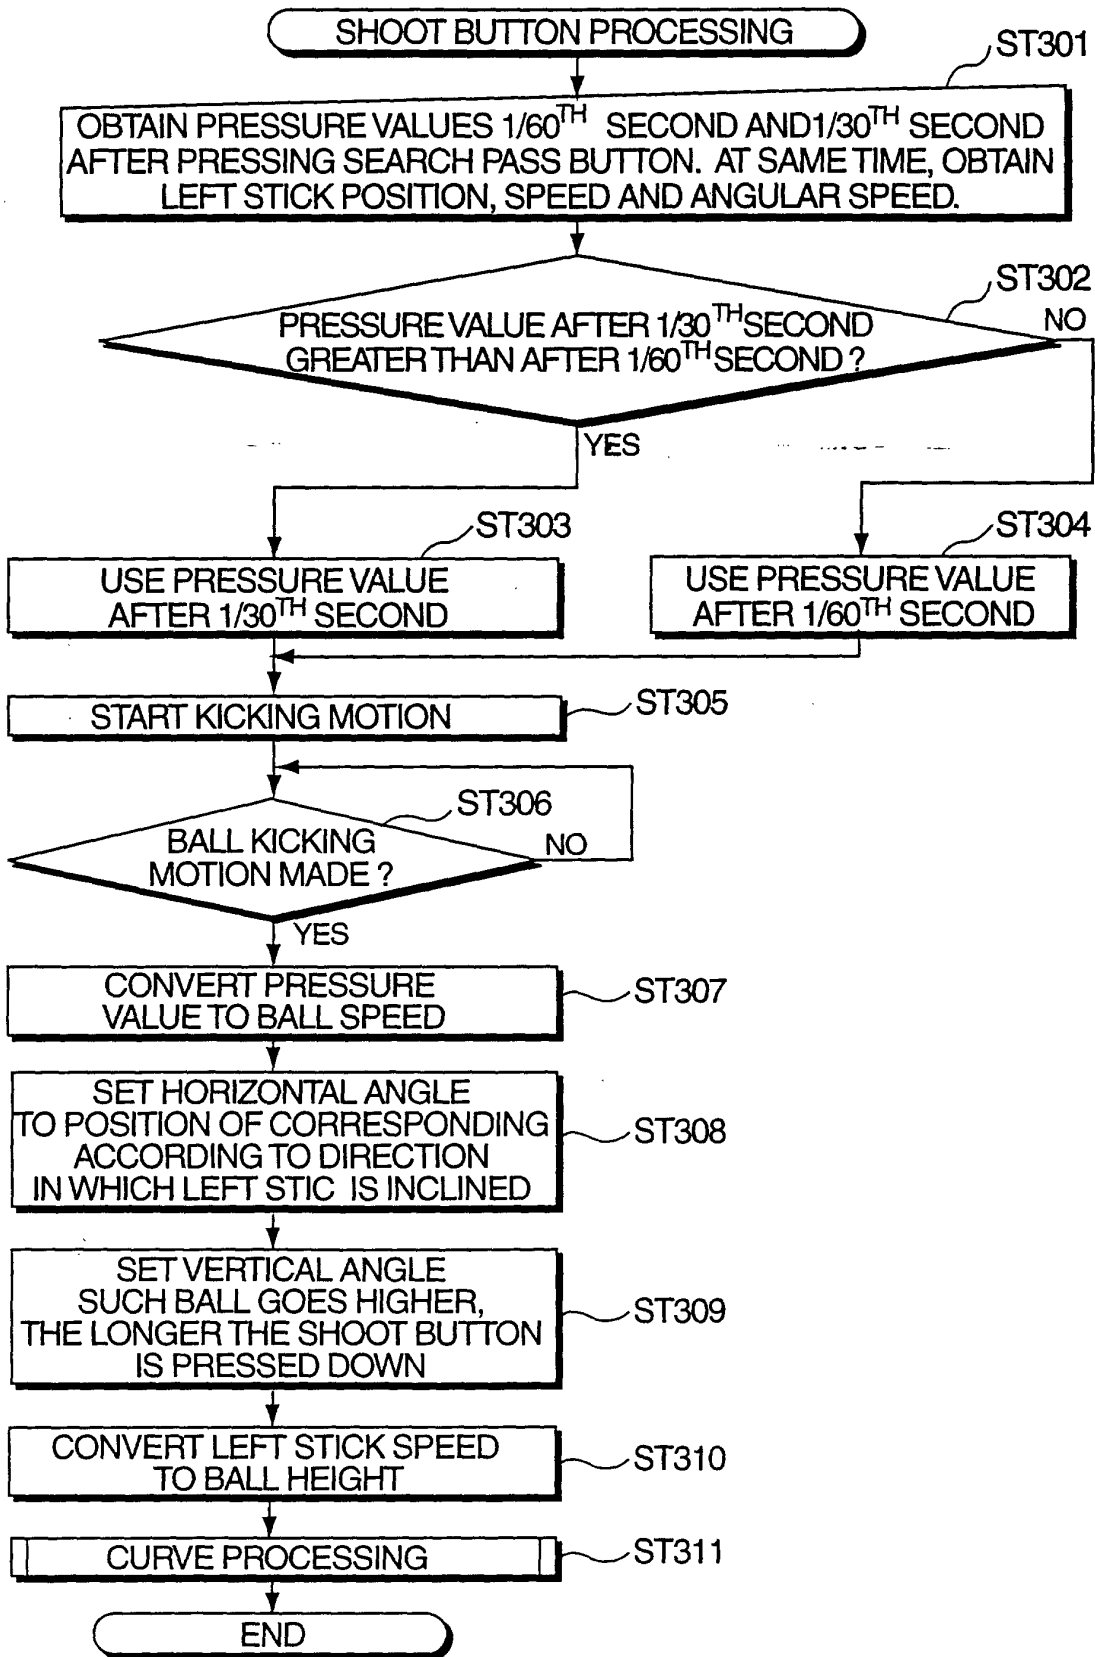 SHOOT BUTTON PROCESSING
ST301
OBTAIN PRESSURE VALUES 1/60TH SECOND AND1/30TH SECOND
AFTER PRESSING SEARCH PASS BUTTON. AT SAME TIME, OBTAIN
LEFT STICK POSITION, SPEED AND ANGULAR SPEED.
ST302
PRESSURE VALUE AFTER 1/30TH SECOND
GREATER THAN AFTER 1/60TH SECOND ?
NO
YES
ST303
USE PRESSURE VALUE
AFTER 1/30TH SECOND
ST304
USE PRESSURE VALUE
AFTER 1/60TH SECOND
START KICKING MOTION
ST305
ST306
BALL KICKING
MOTION MADE ?
NO
YES
CONVERT PRESSURE
VALUE TO BALL SPEED
ST307
SET HORIZONTAL ANGLE
TO POSITION OF CORRESPONDING
ACCORDING TO DIRECTION
IN WHICH LEFT STIC IS INCLINED
ST308
SET VERTICAL ANGLE
SUCH BALL GOES HIGHER,
THE LONGER THE SHOOT BUTTON
IS PRESSED DOWN
ST309
CONVERT LEFT STICK SPEED
TO BALL HEIGHT
ST310
CURVE PROCESSING
ST311
END